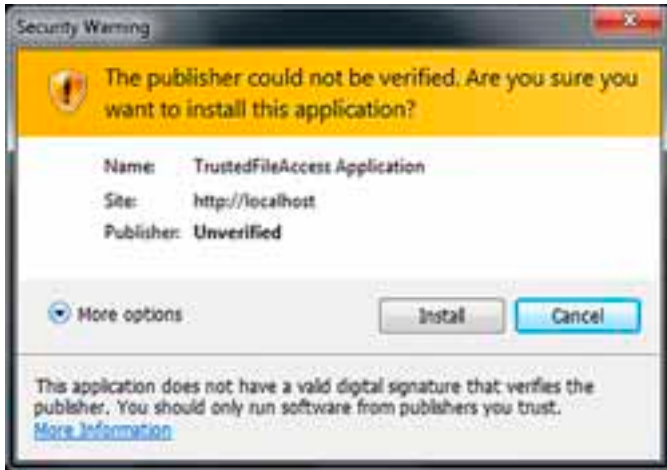 Security Warning
The publisher could not be verified. Are you sure you
want to install this application?
Name: TrustedFileAccess Application
Site: http://localhost
Publisher: Unverified
More options
Install
Cancel
This application does not have a valid digital signature that verifies the
publisher. You should only run software from publishers you trust.
More Information